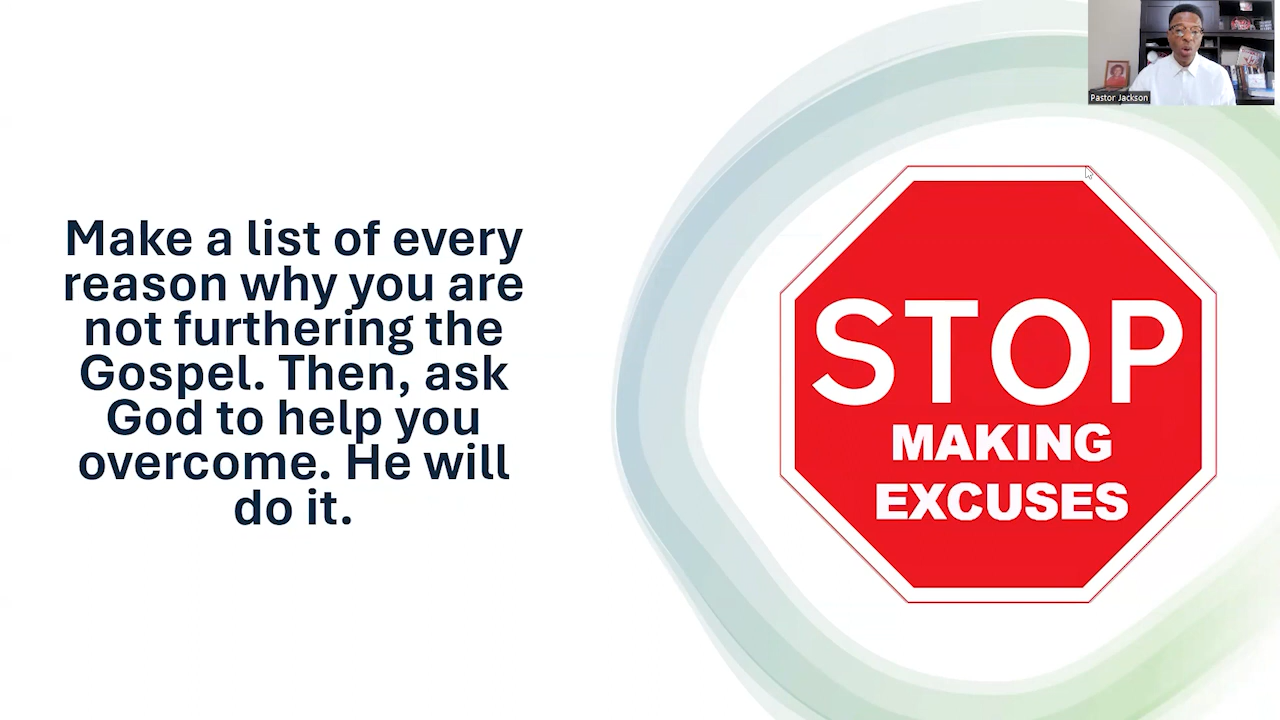 Pastor Jackson
Make a list of every
reason why you are
not furthering the
Gospel. Then, ask
God to help you
overcome. He will
do it.
STOP
MAKING
EXCUSES